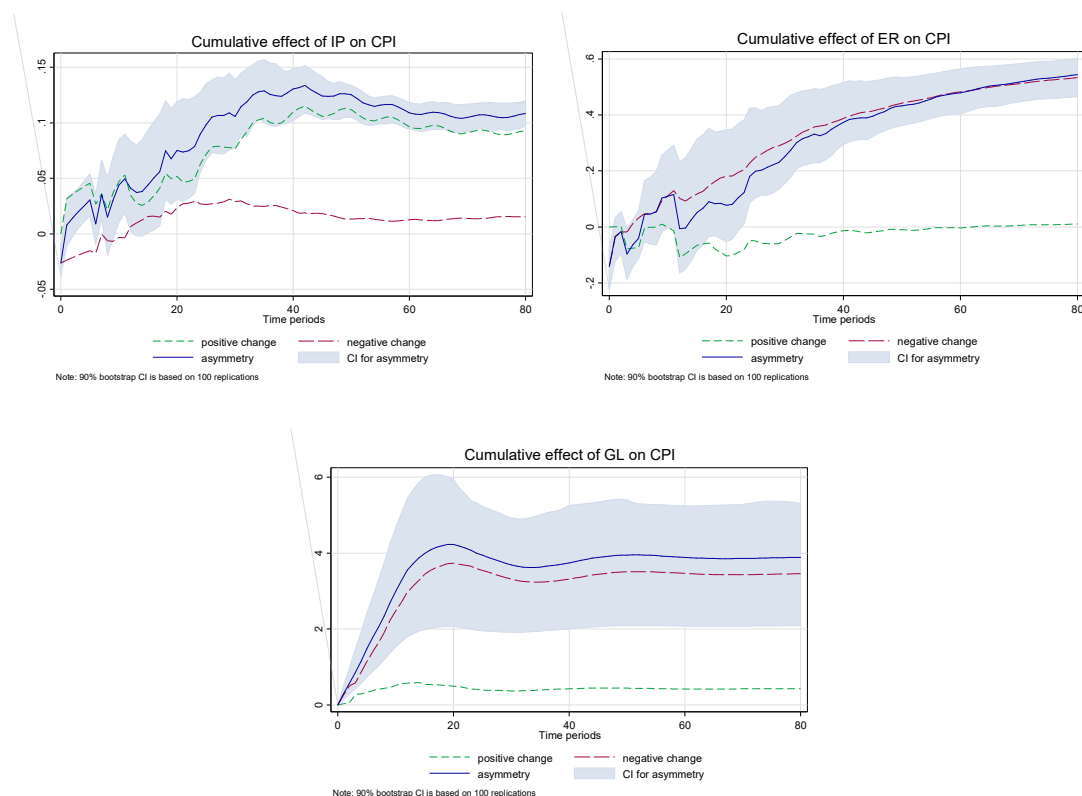 Cumulative effect of IP on CPI
.15
.1
.05
0
-.05
0 20 40 60 80
Time periods
positive change negative change
asymmetry CI for asymmetry
Note: 90% bootstrap CI is based on 100 replications
Cumulative effect of ER on CPI
.6
.4
.2
0
-.2
0 20 40 60 80
Time periods
positive change negative change
asymmetry CI for asymmetry
Note: 90% bootstrap CI is based on 100 replications
Cumulative effect of GL on CPI
6
4
2
0
0 20 40 60 80
Time periods
positive change negative change
asymmetry CI for asymmetry
Note: 90% bootstrap CI is based on 100 replications